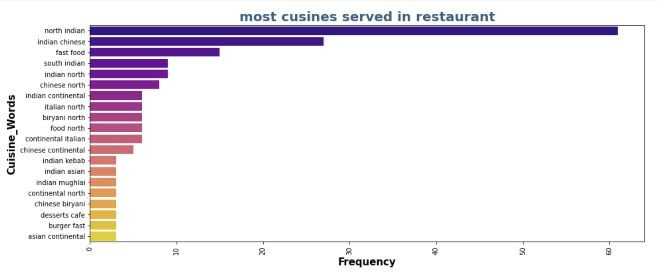 most cusines served in restaurant
Cuisine_Words
north indian
indian chinese
fast food
south indian
indian north
chinese north
indian continental
italian north
biryani north
food north
continental italian
chinese continental
indian kebab
indian asian
indian mughlai
continental north
chinese biryani
desserts cafe
burger fast
asian continental
0 10 20 30 40 50 60
Frequency